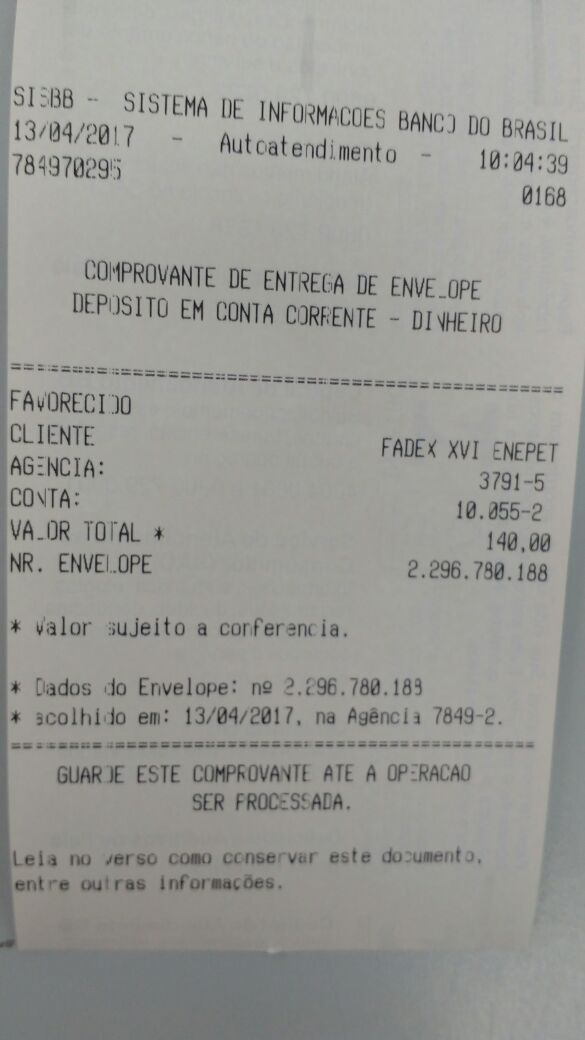 SISBB - SISTEMA DE INFORMACOES BANCO DO BRASIL
13/04/2017 - Autoatendimento - 10:04:39
784970295 0168
COMPROVANTE DE ENTREGA DE ENVELOPE
DEPOSITO EM CONTA CORRENTE - DINHEIRO
FAVORECIDO
CLIENTE FADEX XVI ENEPET
AGENCIA: 3791-5
CONTA: 10.055-2
VALOR TOTAL * 140,00
NR. ENVELOPE 2.296.780.188
* Valor sujeito a conferencia.
* Dados do Envelope: nº 2.296.780.188
* acolhido em: 13/04/2017, na Agência 7849-2.
GUARDE ESTE COMPROVANTE ATE A OPERACAO
SER PROCESSADA.
Leia no verso como conservar este documento,
entre outras informações.